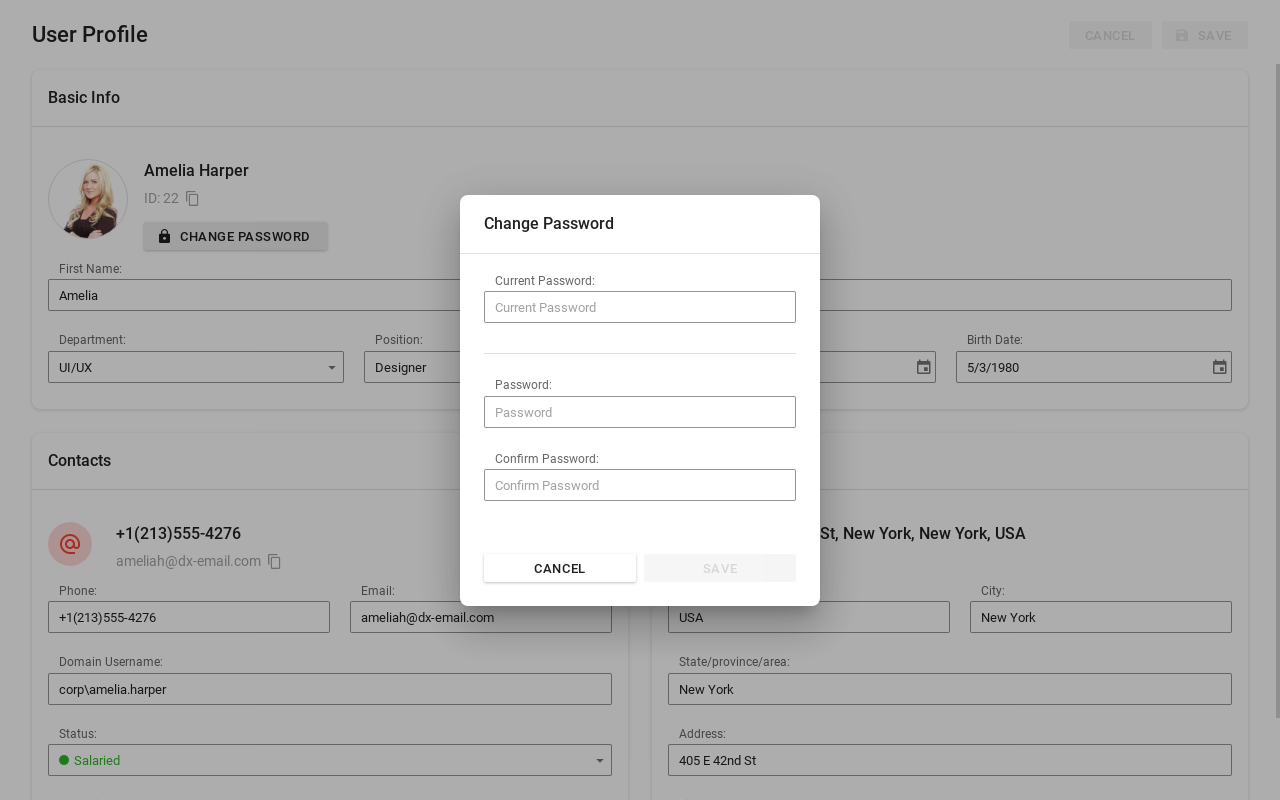 User Profile
CANCEL
SAVE
Basic Info
Amelia Harper
ID: 22
CHANGE PASSWORD
First Name:
Amelia
Department:
UI/UX
Position:
Designer
Birth Date:
5/3/1980
Change Password
Current Password:
Current Password
Password:
Password
Confirm Password:
Confirm Password
CANCEL
SAVE
Contacts
+1(213)555-4276
ameliah@dx-email.com
Phone:
+1(213)555-4276
Email:
ameliah@dx-email.com
Domain Username:
corp\amelia.harper
Status:
Salaried
St, New York, New York, USA
USA
City:
New York
State/province/area:
New York
Address:
405 E 42nd St